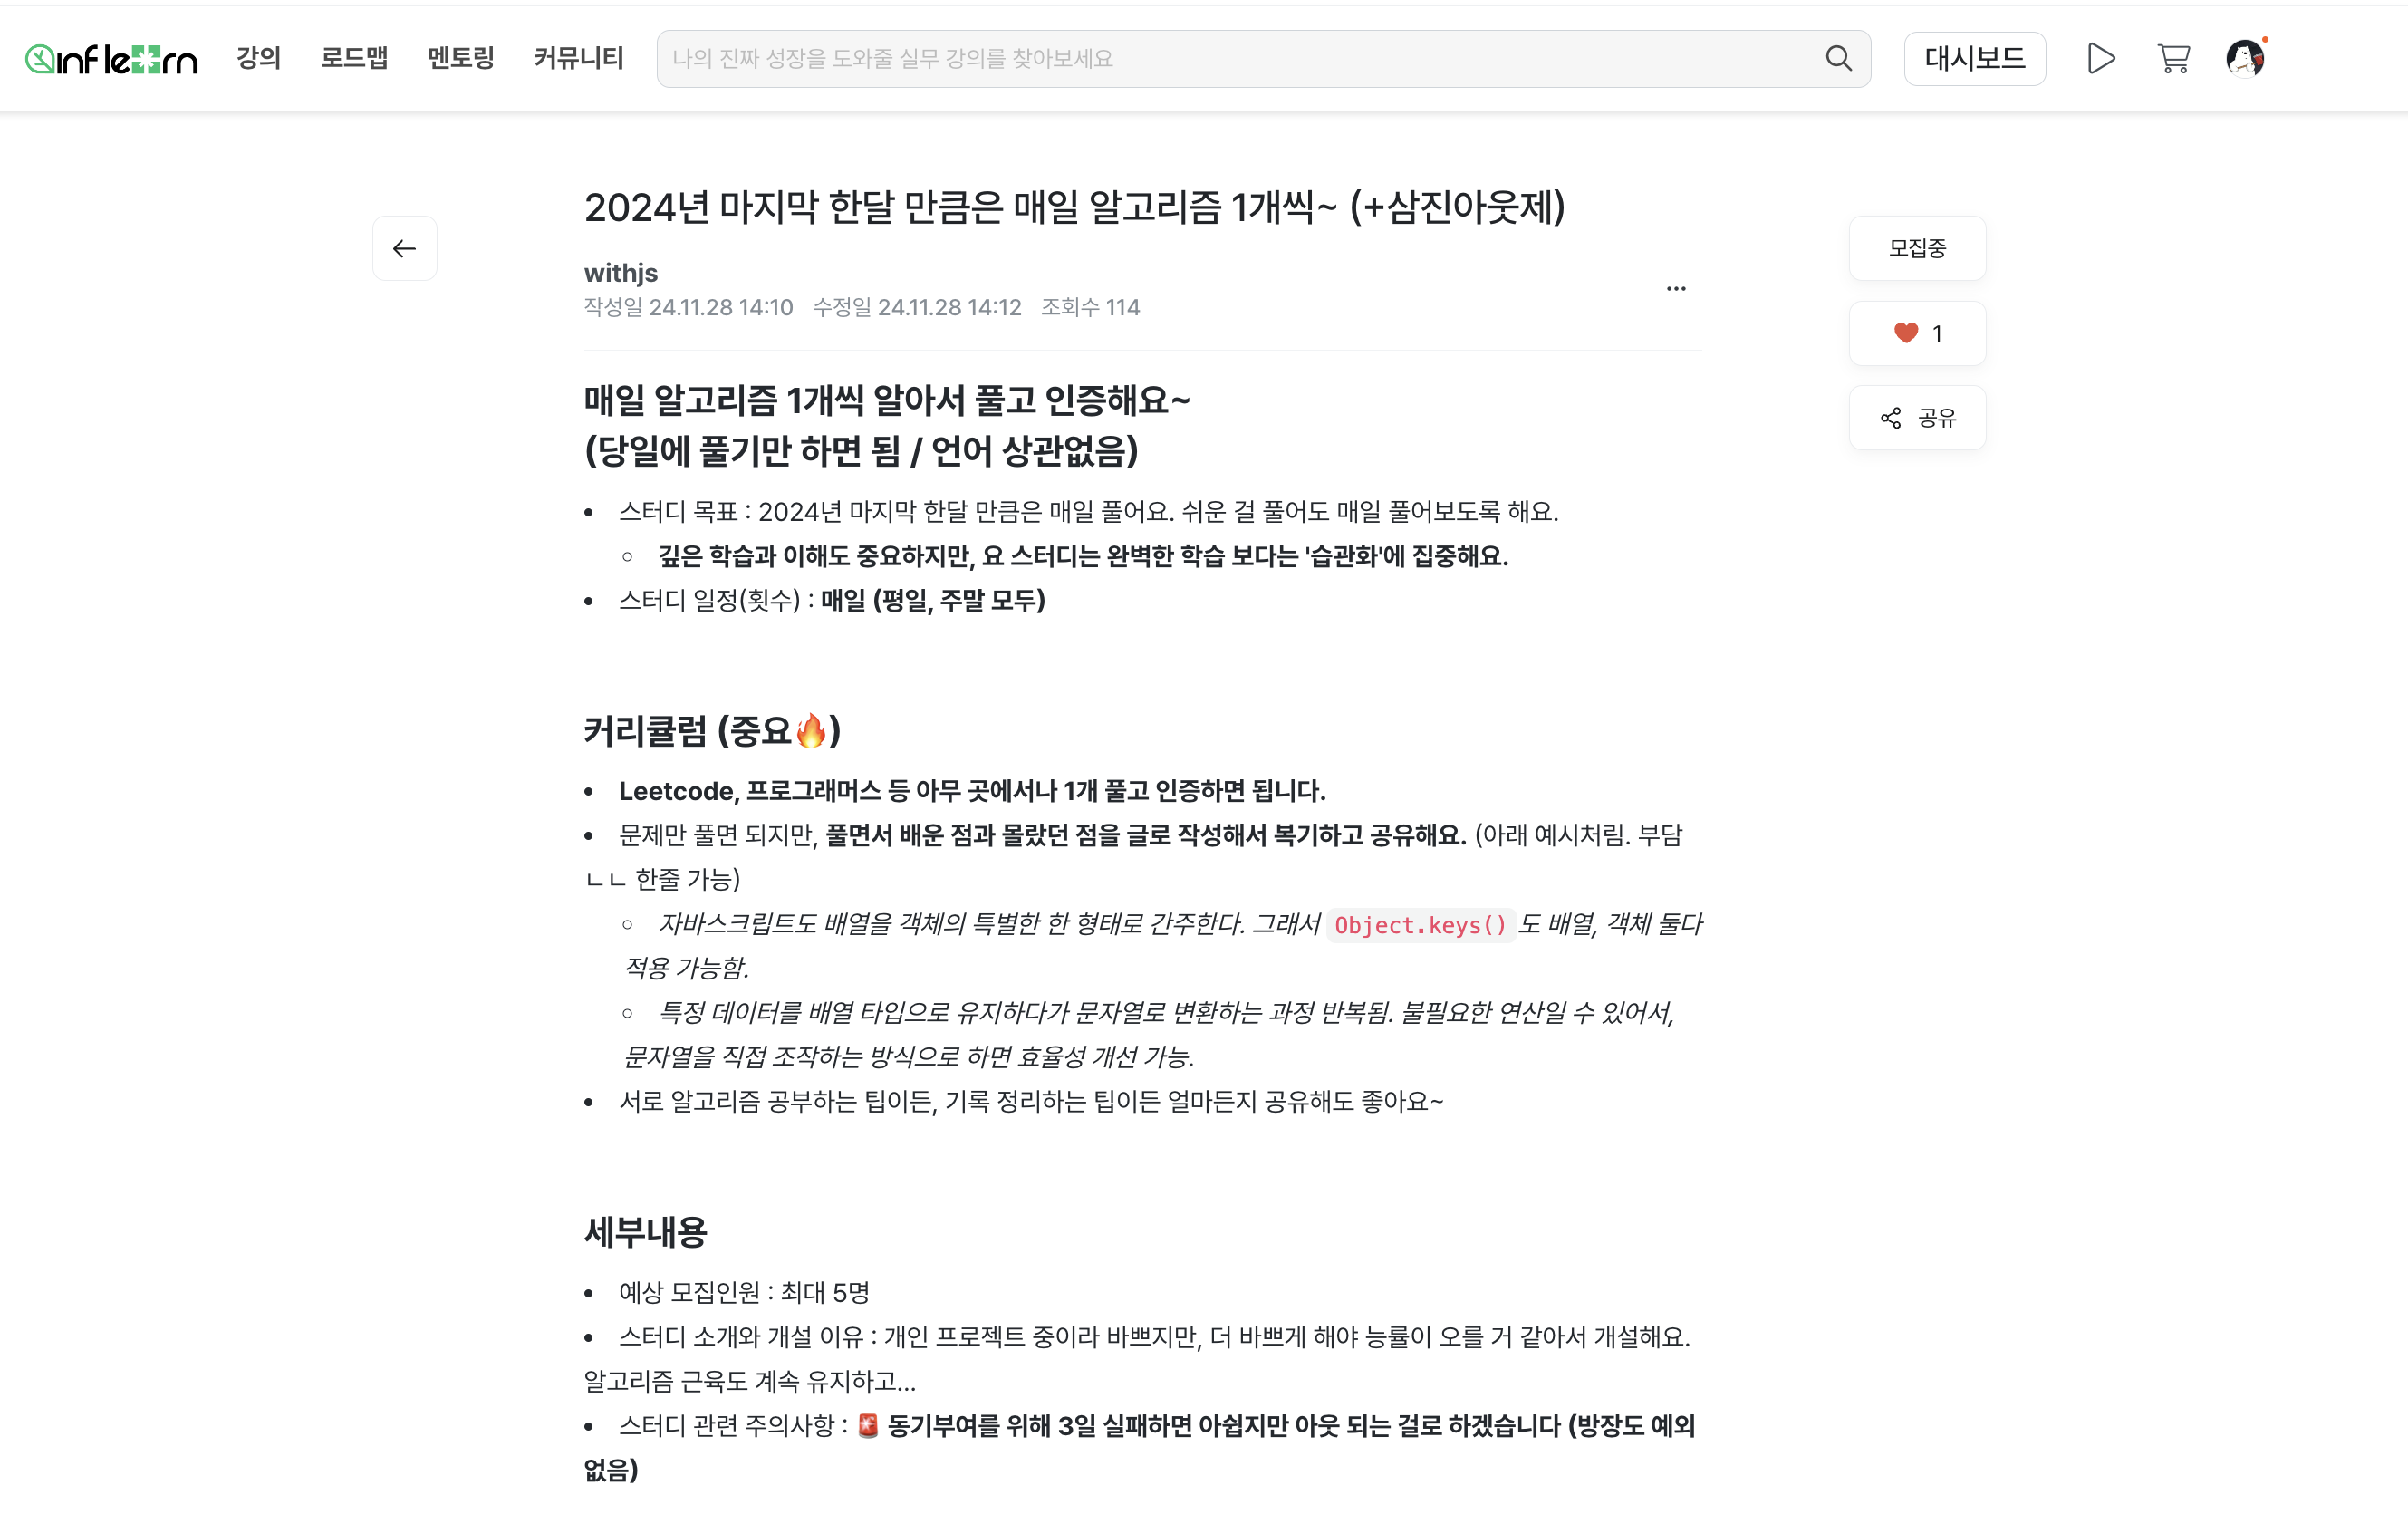 inflearn
강의 로드맵 멘토링 커뮤니티 나의 진짜 성장을 도와줄 실무 강의를 찾아보세요 대시보드
2024년 마지막 한달 만큼은 매일 알고리즘 1개씩~ (+삼진아웃제)
모집중
withjs
작성일 24.11.28 14:10 수정일 24.11.28 14:12 조회수 114
1
공유
매일 알고리즘 1개씩 알아서 풀고 인증해요~
(당일에 풀기만 하면 됨 / 언어 상관없음)
• 스터디 목표 : 2024년 마지막 한달 만큼은 매일 풀어요. 쉬운 걸 풀어도 매일 풀어보도록 해요.
◦ 깊은 학습과 이해도 중요하지만, 요 스터디는 완벽한 학습 보다는 '습관화'에 집중해요.
• 스터디 일정(횟수) : 매일 (평일, 주말 모두)
커리큘럼 (중요🔥)
• Leetcode, 프로그래머스 등 아무 곳에서나 1개 풀고 인증하면 됩니다.
• 문제만 풀면 되지만, 풀면서 배운 점과 몰랐던 점을 글로 작성해서 복기하고 공유해요. (아래 예시처럼. 부담
ㄴㄴ 한줄 가능)
◦ 자바스크립트도 배열을 객체의 특별한 한 형태로 간주한다. 그래서 Object.keys()도 배열, 객체 둘다
적용 가능함.
◦ 특정 데이터를 배열 타입으로 유지하다가 문자열로 변환하는 과정 반복됨. 불필요한 연산일 수 있어서,
문자열을 직접 조작하는 방식으로 하면 효율성 개선 가능.
• 서로 알고리즘 공부하는 팁이든, 기록 정리하는 팁이든 얼마든지 공유해도 좋아요~
세부내용
• 예상 모집인원 : 최대 5명
• 스터디 소개와 개설 이유 : 개인 프로젝트 중이라 바쁘지만, 더 바쁘게 해야 능률이 오를 거 같아서 개설해요.
알고리즘 근육도 계속 유지하고...
• 스터디 관련 주의사항 : 🚨 동기부여를 위해 3일 실패하면 아쉽지만 아웃 되는 걸로 하겠습니다 (방장도 예외
없음)